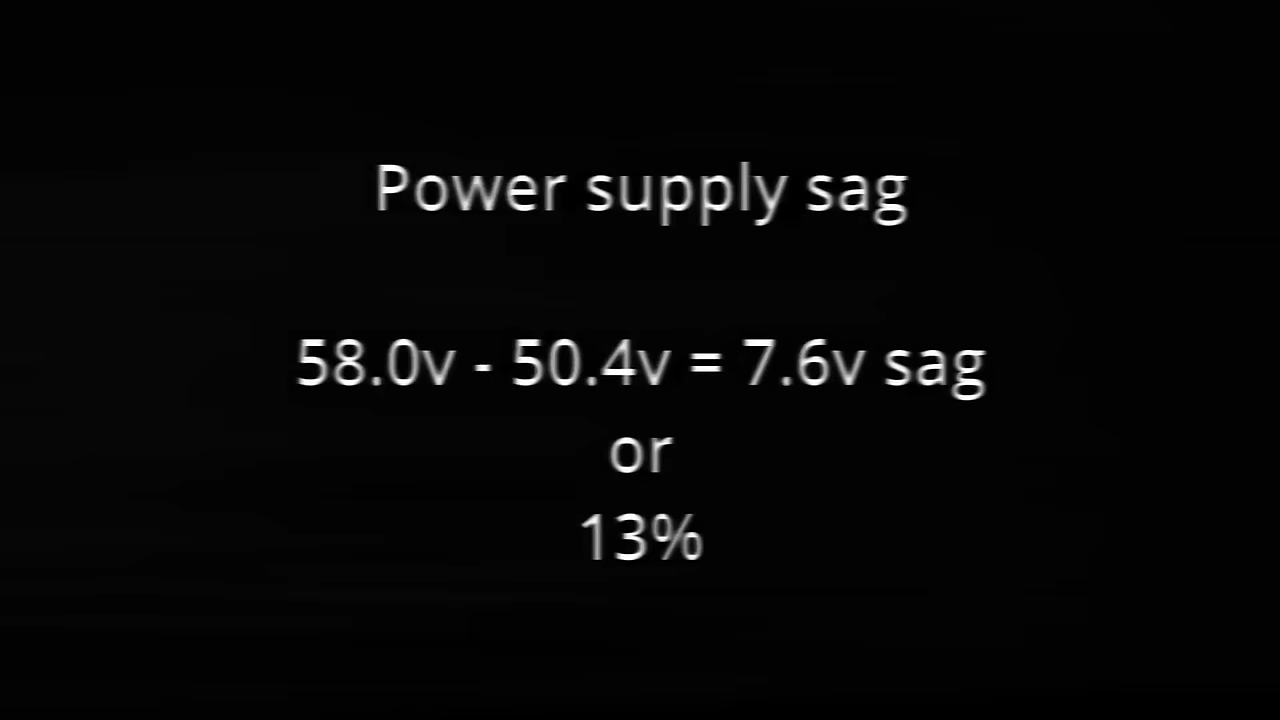 Power supply sag
58.0v - 50.4v = 7.6v sag
or
13%